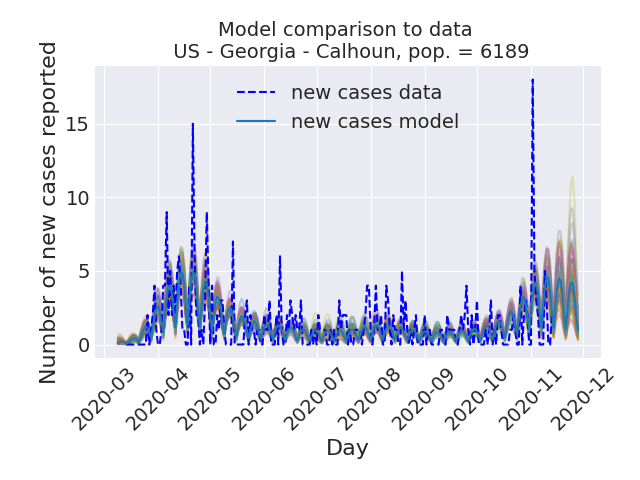 Model comparison to data
US - Georgia - Calhoun, pop. = 6189
new cases data
new cases model
Number of new cases reported
15
10
5
0
2020-03
2020-04
2020-05
2020-06
2020-07
2020-08
2020-09
2020-10
2020-11
2020-12
Day